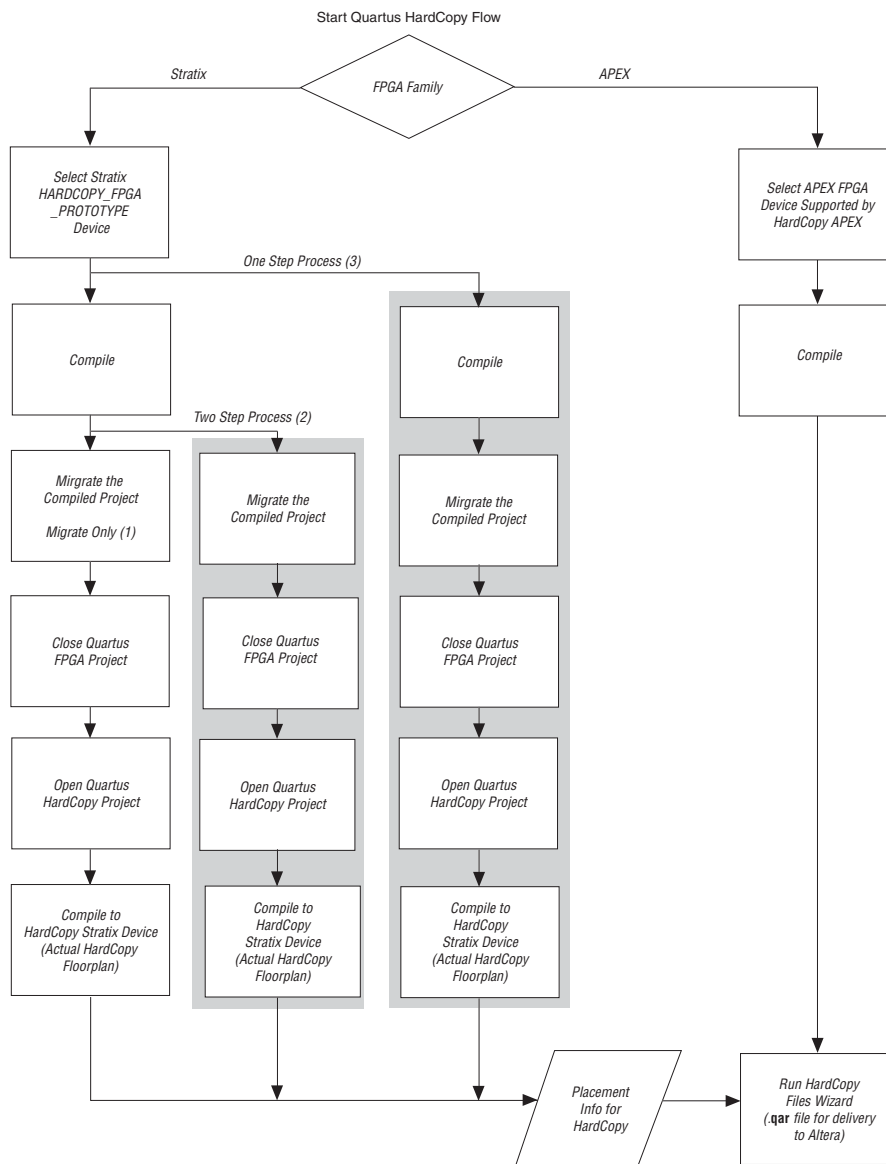 Start Quartus HardCopy Flow
Stratix
FPGA Family
APEX
Select Stratix
HARDCOPY_FPGA
_PROTOTYPE
Device
Select APEX FPGA
Device Supported by
HardCopy APEX
One Step Process (3)
Compile
Compile
Compile
Two Step Process (2)
Mirgrate the
Compiled Project
Migrate Only (1)
Migrate the
Compiled Project
Mirgrate the
Compiled Project
Close Quartus
FPGA Project
Close Quartus
FPGA Project
Close Quartus
FPGA Project
Open Quartus
HardCopy Project
Open Quartus
HardCopy Project
Open Quartus
HardCopy Project
Compile to
HardCopy Stratix Device
(Actual HardCopy
Floorplan)
Compile to
HardCopy
Stratix Device
(Actual HardCopy
Floorplan)
Compile to
HardCopy
Stratix Device
(Actual HardCopy
Floorplan)
Placement
Info for
HardCopy
Run HardCopy
Files Wizard
(.qar file for delivery
to Altera)